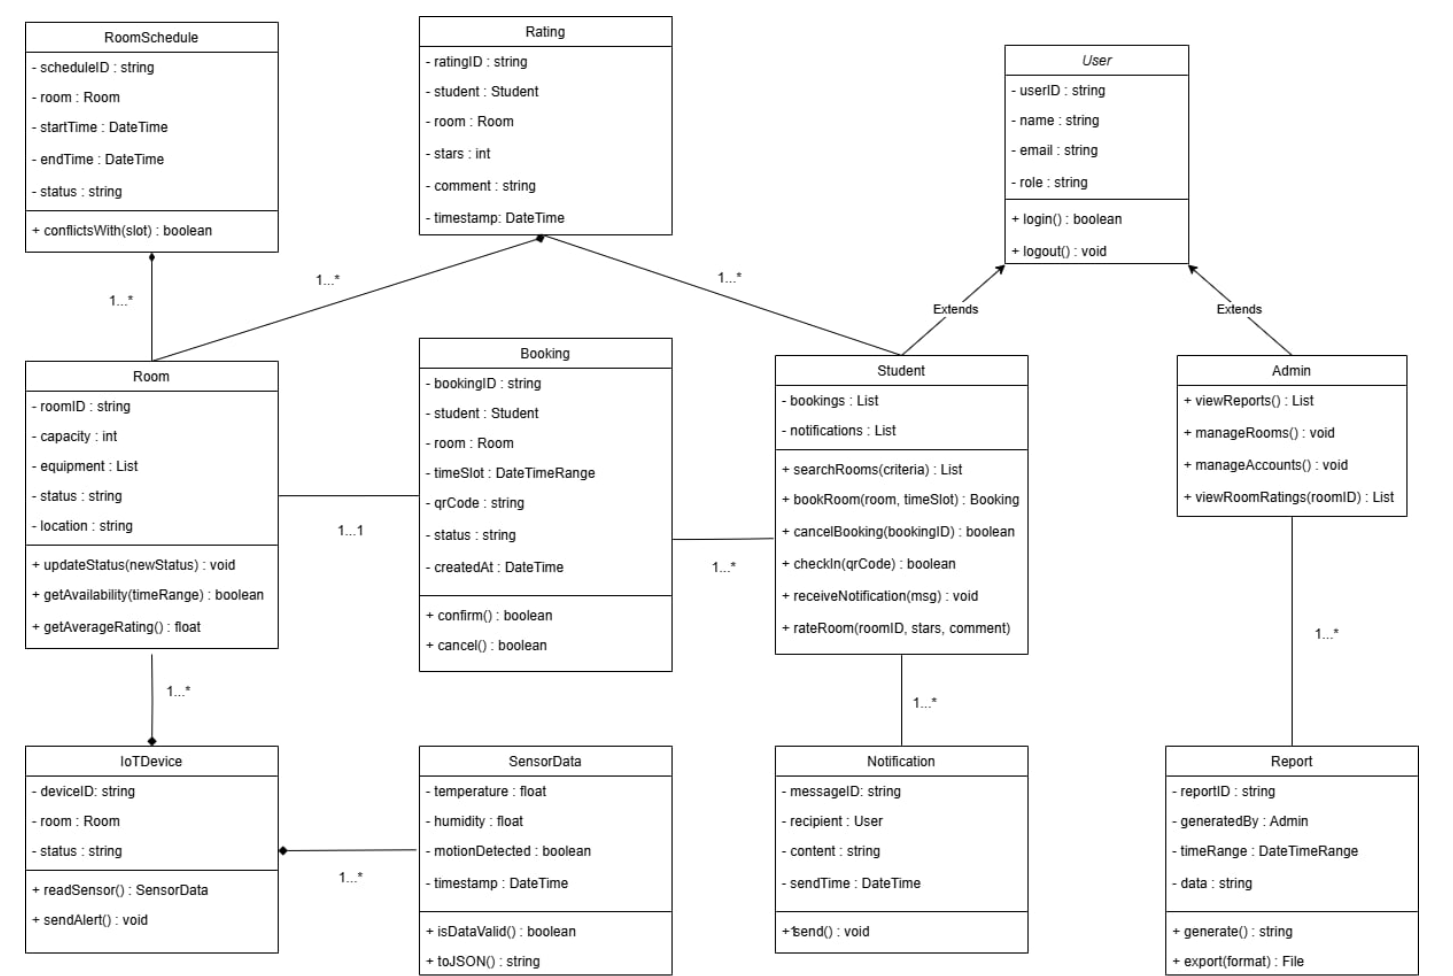 RoomSchedule
- scheduleID : string
- room : Room
- startTime : DateTime
- endTime : DateTime
- status : string
+ conflictsWith(slot) : boolean
Rating
- ratingID : string
- student : Student
- room : Room
- stars : int
- comment : string
- timestamp: DateTime
User
- userID : string
- name : string
- email : string
- role : string
+ login() : boolean
+ logout() : void
1...*
1...*
1...*
Extends
Extends
Room
- roomID : string
- capacity : int
- equipment : List
- status : string
- location : string
+ updateStatus(newStatus) : void
+ getAvailability(timeRange) : boolean
+ getAverageRating() : float
1...1
Booking
- bookingID : string
- student : Student
- room : Room
- timeSlot : DateTimeRange
- qrCode : string
- status : string
- createdAt : DateTime
+ confirm() : boolean
+ cancel() : boolean
1...*
Student
- bookings : List
- notifications : List
+ searchRooms(criteria) : List
+ bookRoom(room, timeSlot) : Booking
+ cancelBooking(bookingID) : boolean
+ checkIn(qrCode) : boolean
+ receiveNotification(msg) : void
+ rateRoom(roomID, stars, comment)
Admin
+ viewReports() : List
+ manageRooms() : void
+ manageAccounts() : void
+ viewRoomRatings(roomID) : List
1...*
1...*
1...*
IoTDevice
- deviceID: string
- room : Room
- status : string
+ readSensor() : SensorData
+ sendAlert() : void
1...*
SensorData
- temperature : float
- humidity : float
- motionDetected : boolean
- timestamp : DateTime
+ isDataValid() : boolean
+ toJSON() : string
Notification
- messageID: string
- recipient : User
- content : string
- sendTime : DateTime
+ send() : void
1
Report
- reportID : string
- generatedBy : Admin
- timeRange : DateTimeRange
- data : string
+ generate() : string
+ export(format) : File